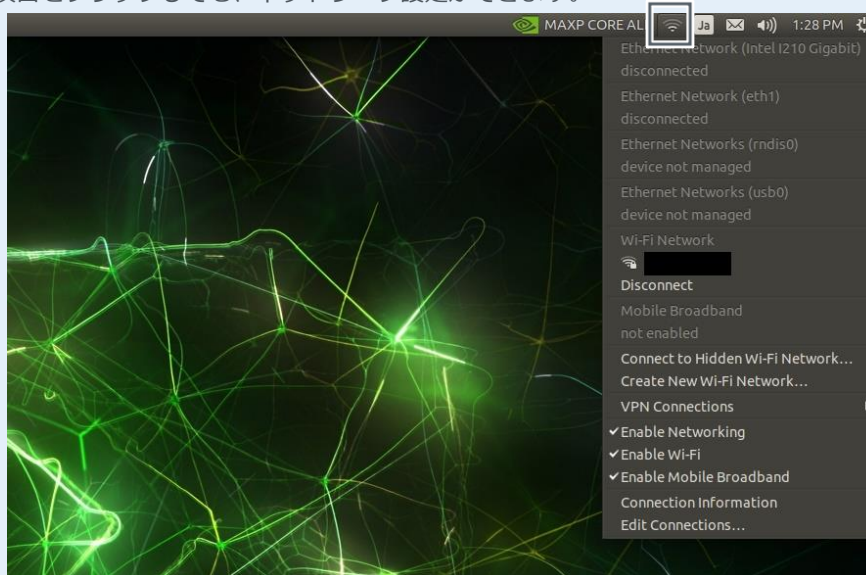 MAXP CORE AL
Ja
1:28 PM
Ethernet Network (Intel I210 Gigabit)
disconnected
Ethernet Network (eth1)
disconnected
Ethernet Networks (rndis0)
device not managed
Ethernet Networks (usb0)
device not managed
Wi-Fi Network
Disconnect
Mobile Broadband
not enabled
Connect to Hidden Wi-Fi Network…
Create New Wi-Fi Network…
VPN Connections
Enable Networking
Enable Wi-Fi
Enable Mobile Broadband
Connection Information
Edit Connections…